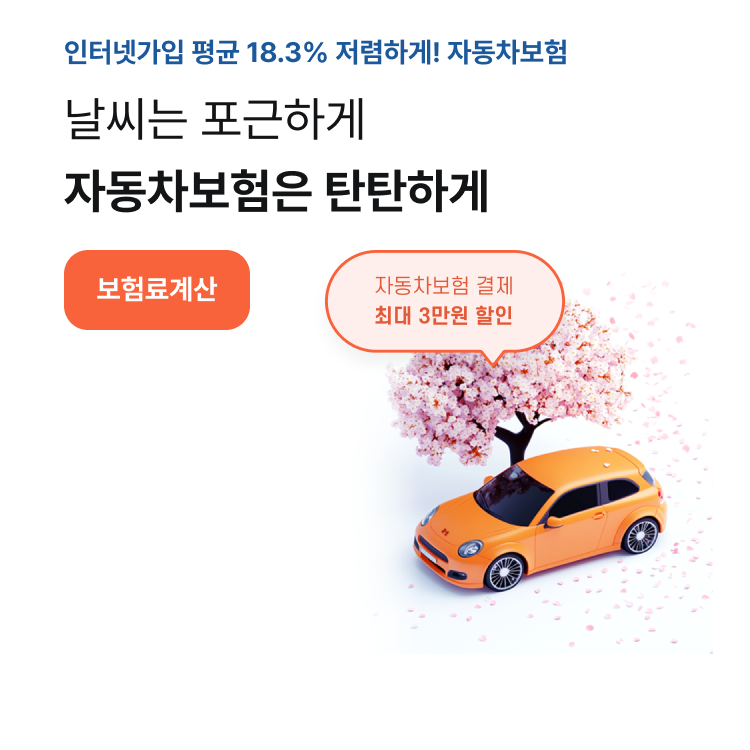 인터넷가입 평균 18.3% 저렴하게! 자동차보험
날씨는 포근하게
자동차보험은 탄탄하게
보험료계산
자동차보험 결제
최대 3만원 할인